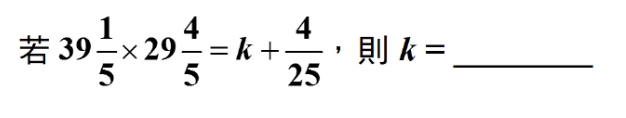 若 39 1/5 × 29 4/5 = k + 4/25，則 k = ________